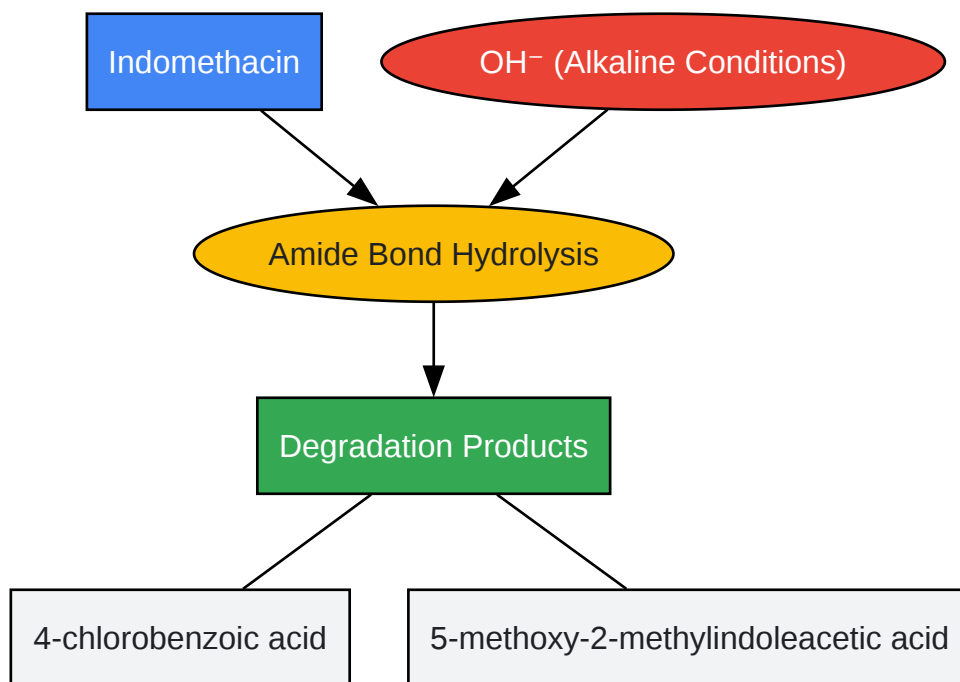 Indomethacin
OH⁻ (Alkaline Conditions)
Amide Bond Hydrolysis
Degradation Products
4-chlorobenzoic acid
5-methoxy-2-methylindoleacetic acid